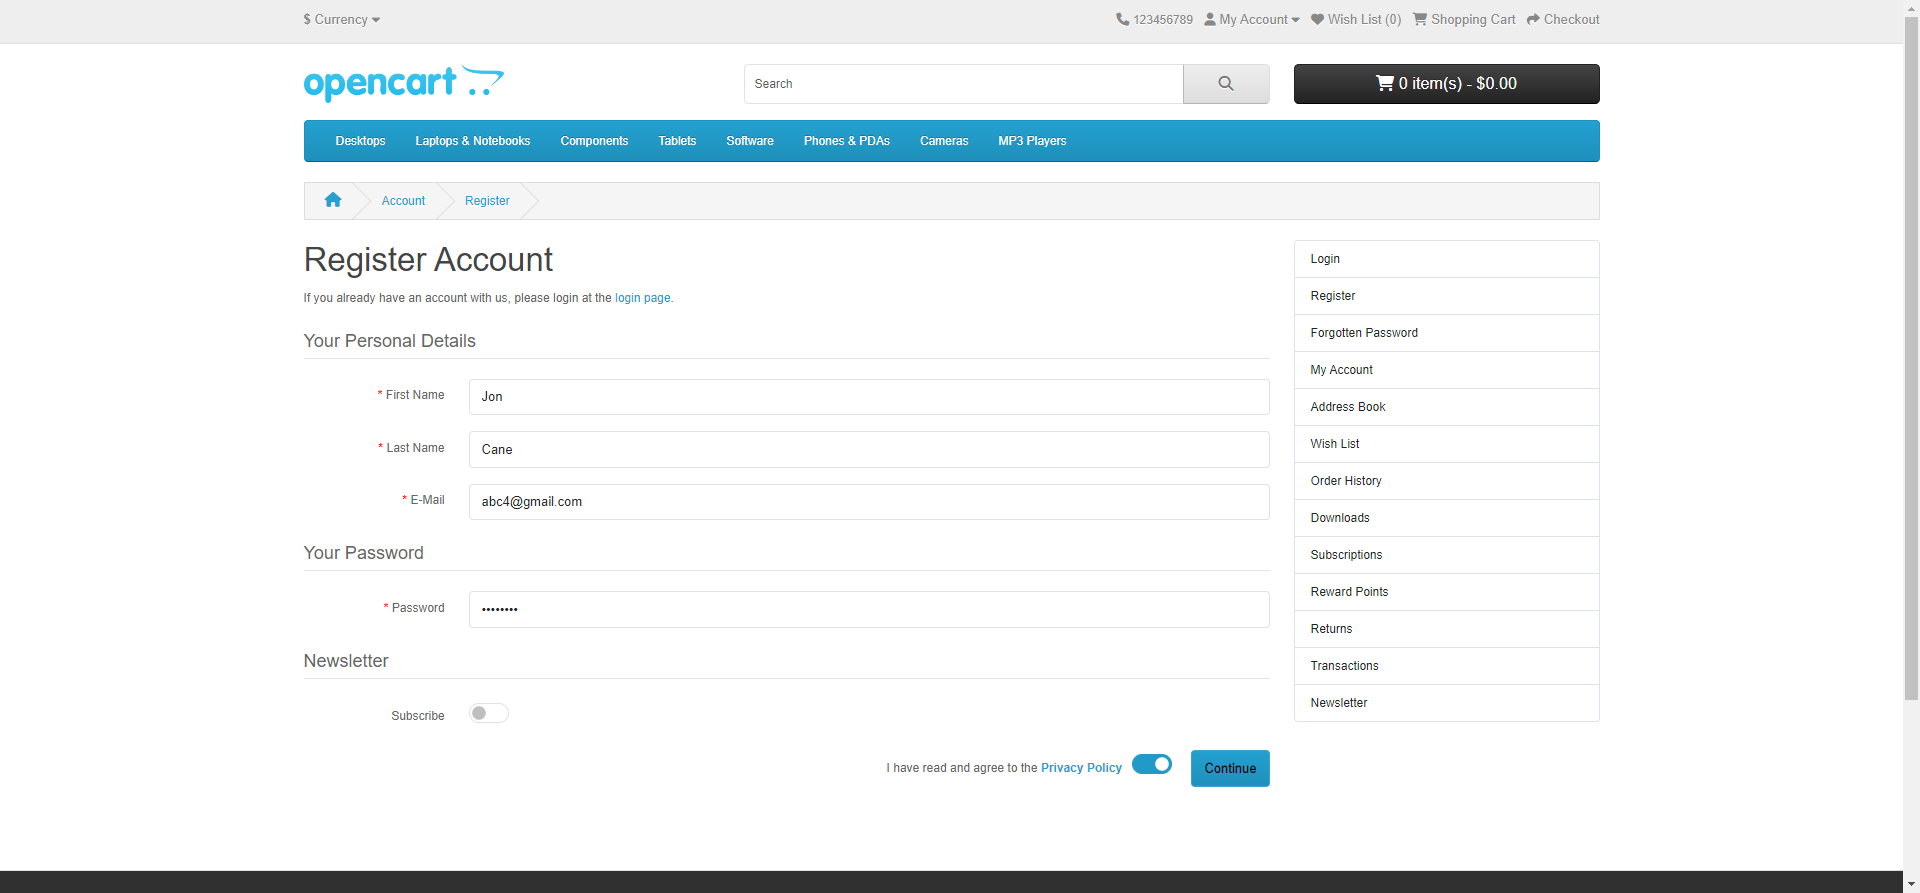 $ Currency
123456789 My Account Wish List (0) Shopping Cart Checkout
opencart
Search
0 item(s) - $0.00
Desktops Laptops & Notebooks Components Tablets Software Phones & PDAs Cameras MP3 Players
Account Register
Register Account
If you already have an account with us, please login at the login page.
Your Personal Details
* First Name Jon
* Last Name Cane
* E-Mail abc4@gmail.com
Your Password
* Password ••••••••
Newsletter
Subscribe
I have read and agree to the Privacy Policy Continue
Login
Register
Forgotten Password
My Account
Address Book
Wish List
Order History
Downloads
Subscriptions
Reward Points
Returns
Transactions
Newsletter